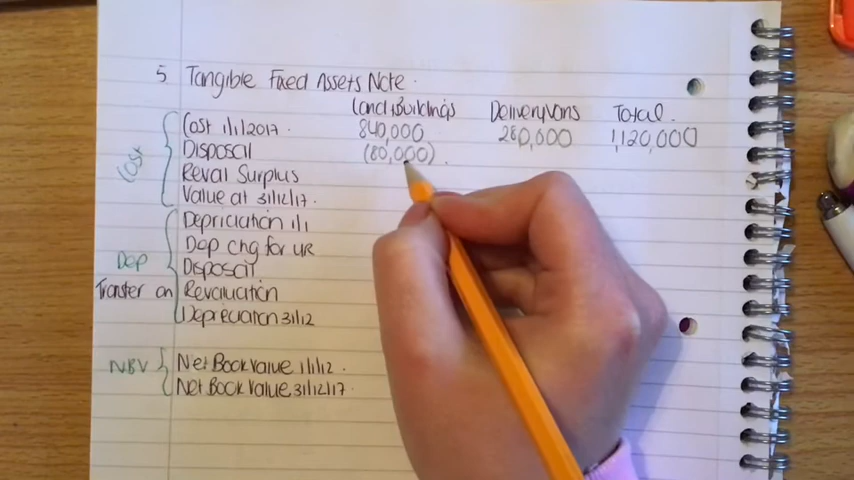 5 Tangible Fixed Assets Note.
Land+Buildings Delivery Vans Total.
Cost 1/1/2017. 840,000 280,000 1,120,000
Disposal (80,000).
Reval Surplus
Value at 31/12/17.
Depriciation 1/1
Dep chg for YR
Disposal
Transfer on Revaluation
Depreciation 31/12
Net Book Value 1/1/12.
Net Book Value 31/12/17.
Cost
Dep
NBV